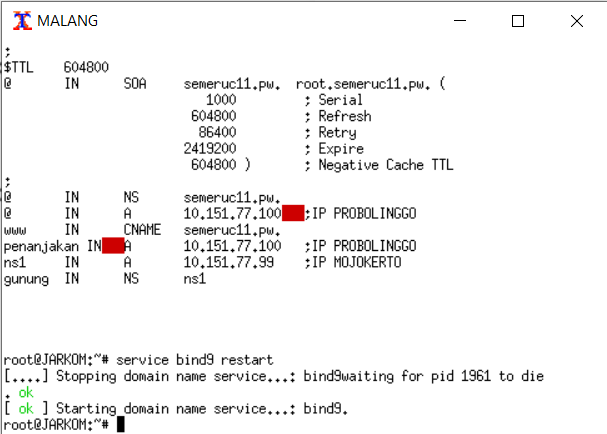 MALANG
;
$TTL    604800
@       IN      SOA     semeruc11.pw.  root.semeruc11.pw. (
                           1000         ; Serial
                         604800         ; Refresh
                          86400         ; Retry
                        2419200         ; Expire
                         604800 )       ; Negative Cache TTL
;
@       IN      NS      semeruc11.pw.
@       IN      A       10.151.77.100   ;IP PROBOLINGGO
www     IN      CNAME   semeruc11.pw.
penanjakan IN   A       10.151.77.100   ;IP PROBOLINGGO
ns1     IN      A       10.151.77.99    ;IP MOJOKERTO
gunung  IN      NS      ns1
root@JARKOM:~# service bind9 restart
[....] Stopping domain name service...: bind9waiting for pid 1961 to die
. ok
[ ok ] Starting domain name service...: bind9.
root@JARKOM:~#